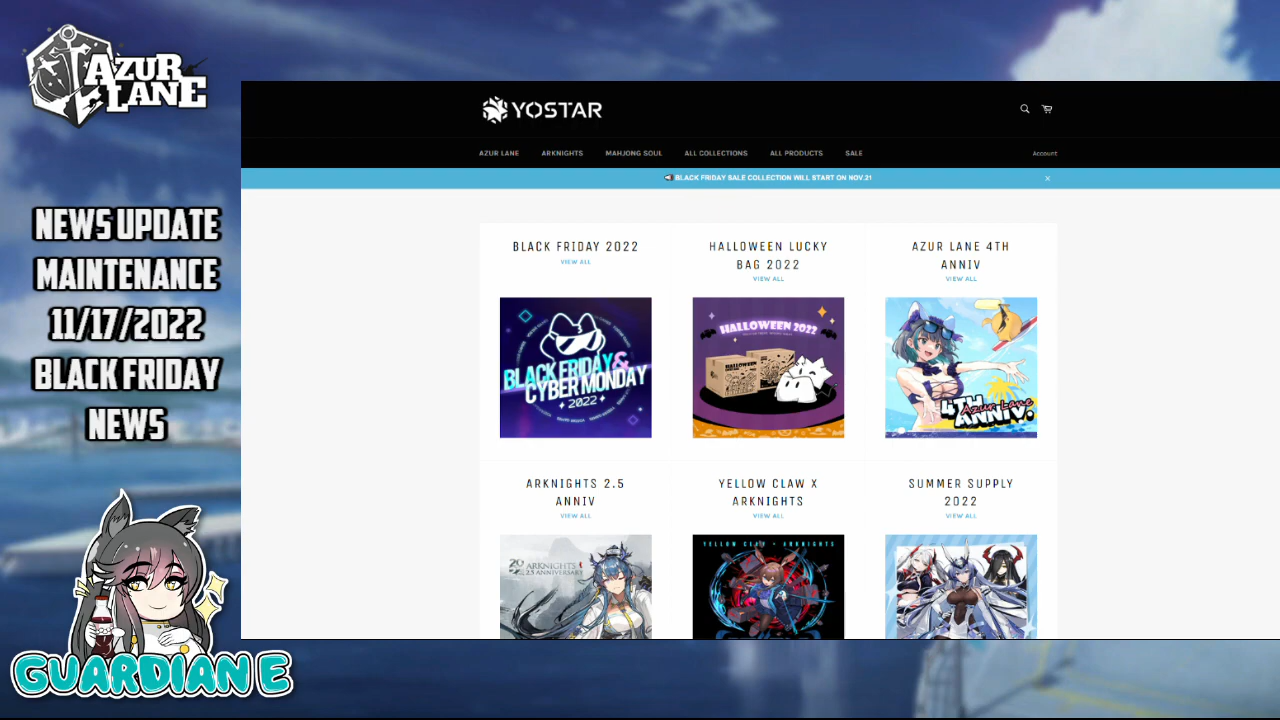 AZUR LANE
NEWS UPDATE
MAINTENANCE
11/17/2022
BLACK FRIDAY
NEWS
GUARDIAN E
YOSTAR
AZUR LANE ARKNIGHTS MAHJONG SOUL ALL COLLECTIONS ALL PRODUCTS SALE Account
BLACK FRIDAY SALE COLLECTION WILL START ON NOV.21 ×
BLACK FRIDAY 2022
VIEW ALL
BLACK FRIDAY &
CYBER MONDAY
2022
HALLOWEEN LUCKY
BAG 2022
VIEW ALL
HALLOWEEN 2022
AZUR LANE 4TH
ANNIV
VIEW ALL
4TH Azur Lane
ANNIV.
ARKNIGHTS 2.5
ANNIV
VIEW ALL
2022 ARKNIGHTS
2.5 ANNIVERSARY
YELLOW CLAW X
ARKNIGHTS
VIEW ALL
YELLOW CLAW × ARKNIGHTS
SUMMER SUPPLY
2022
VIEW ALL